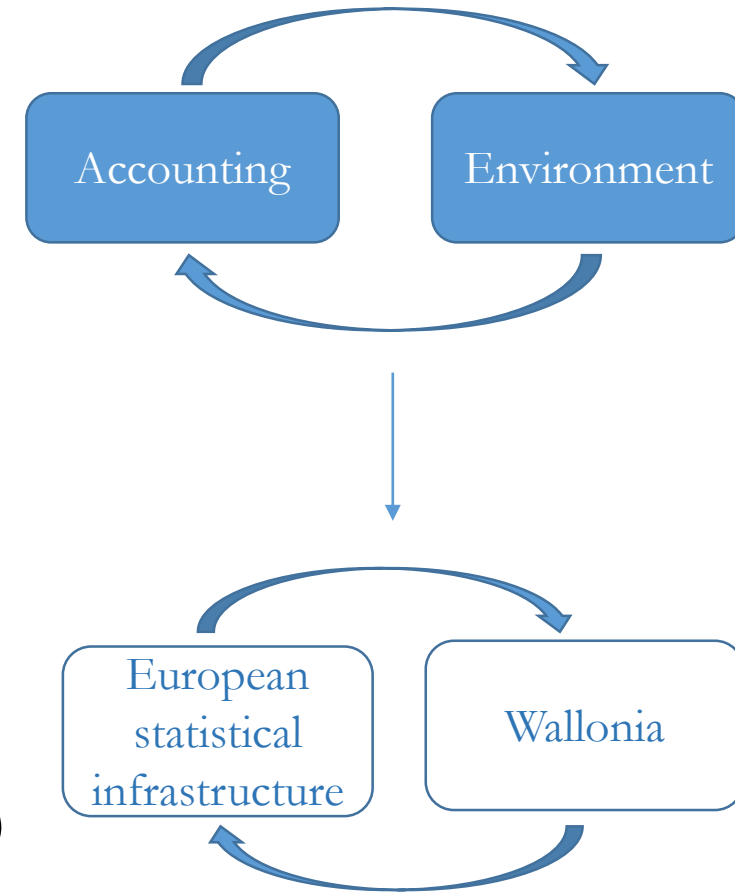 Accounting
Environment
European
statistical
infrastructure
Wallonia
)